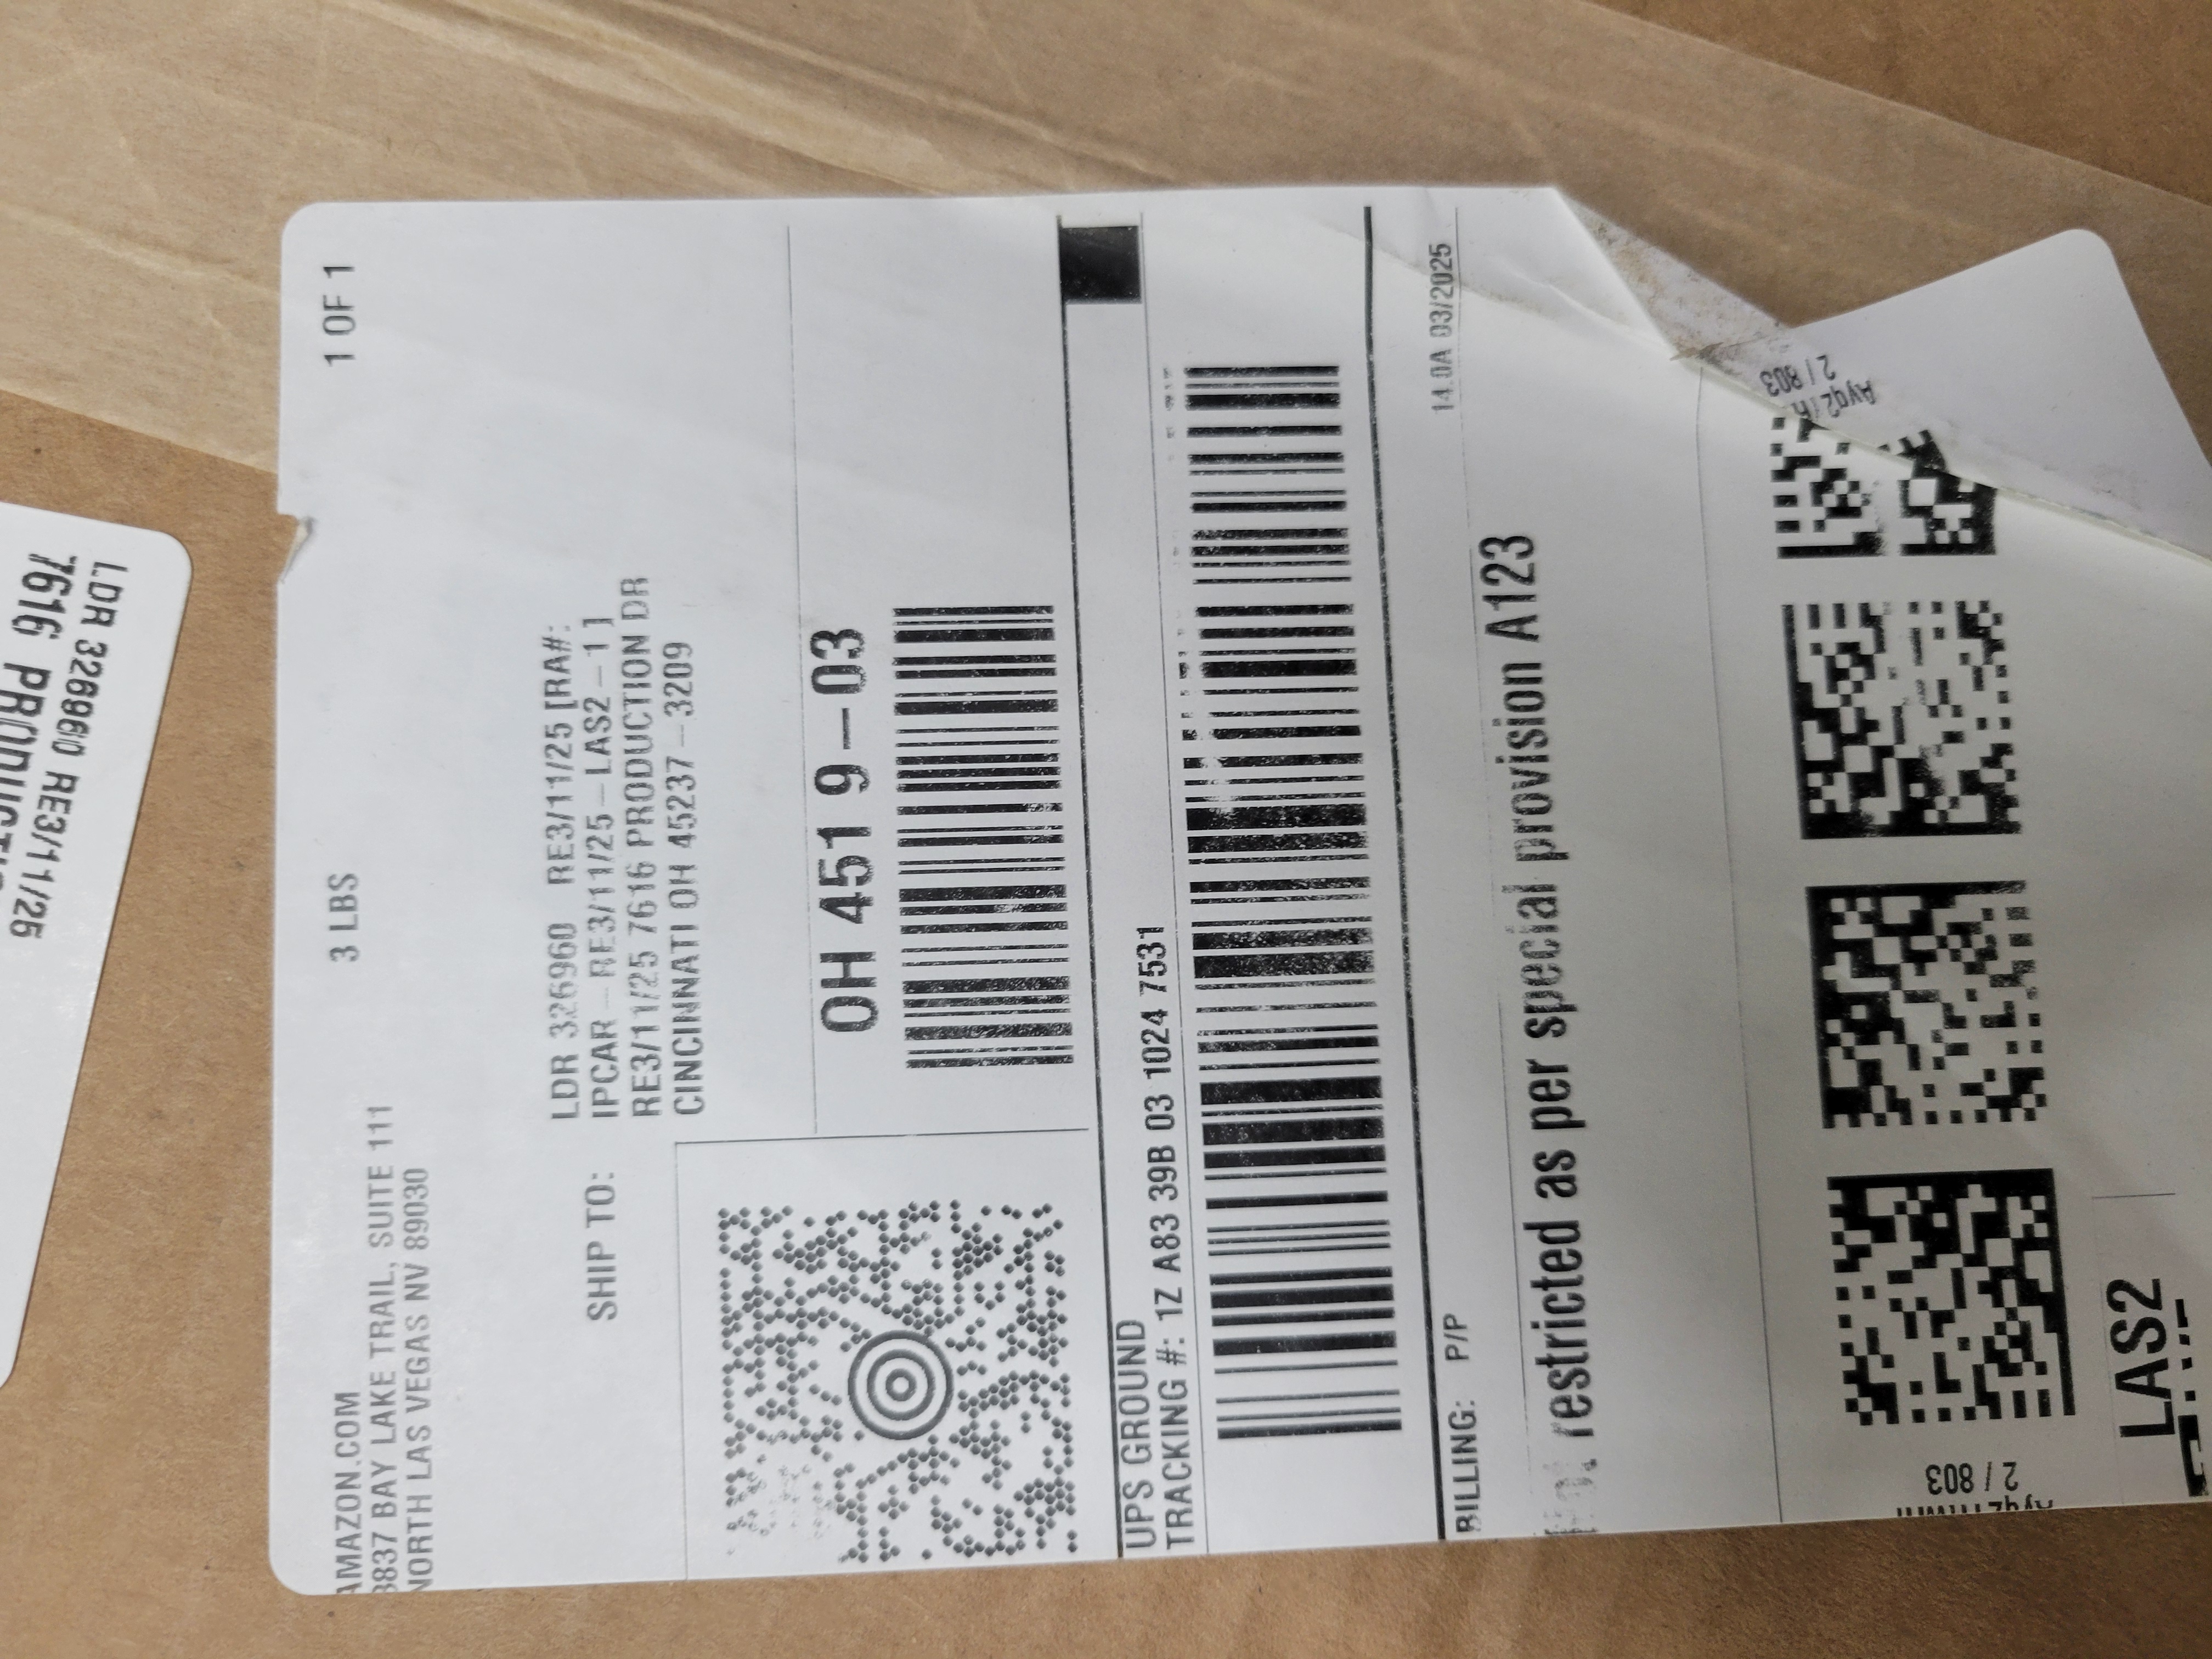 AMAZON.COM
3837 BAY LAKE TRAIL, SUITE 111
NORTH LAS VEGAS NV 89030
3 LBS
1 OF 1
SHIP TO:
LDR 326960 RE3/11/25 [RA#:
IPCAR-RE3/11/25-LAS2-1]
RE3/11/25 7616 PRODUCTION DR
CINCINNATI OH 45237-3209
OH 451 9-03
UPS GROUND
TRACKING #: 1Z A83 39B 03 1024 7531
BILLING: P/P
14.0A 03/2025
restricted as per special provision A123
2 / 803
2 / 803
LAS2
LDR 326960 RE3/11/25
7616